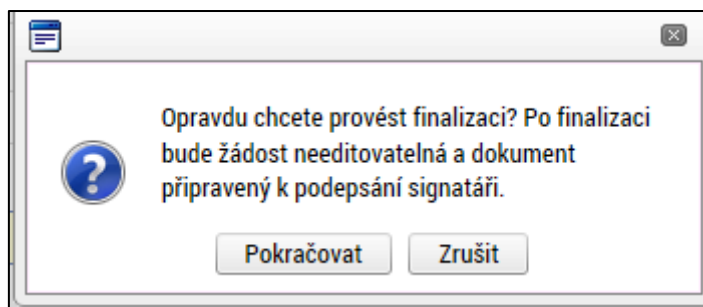 Opravdu chcete provést finalizaci? Po finalizaci
bude žádost needitovatelná a dokument
připravený k podepsání signatáři.
Pokračovat Zrušit